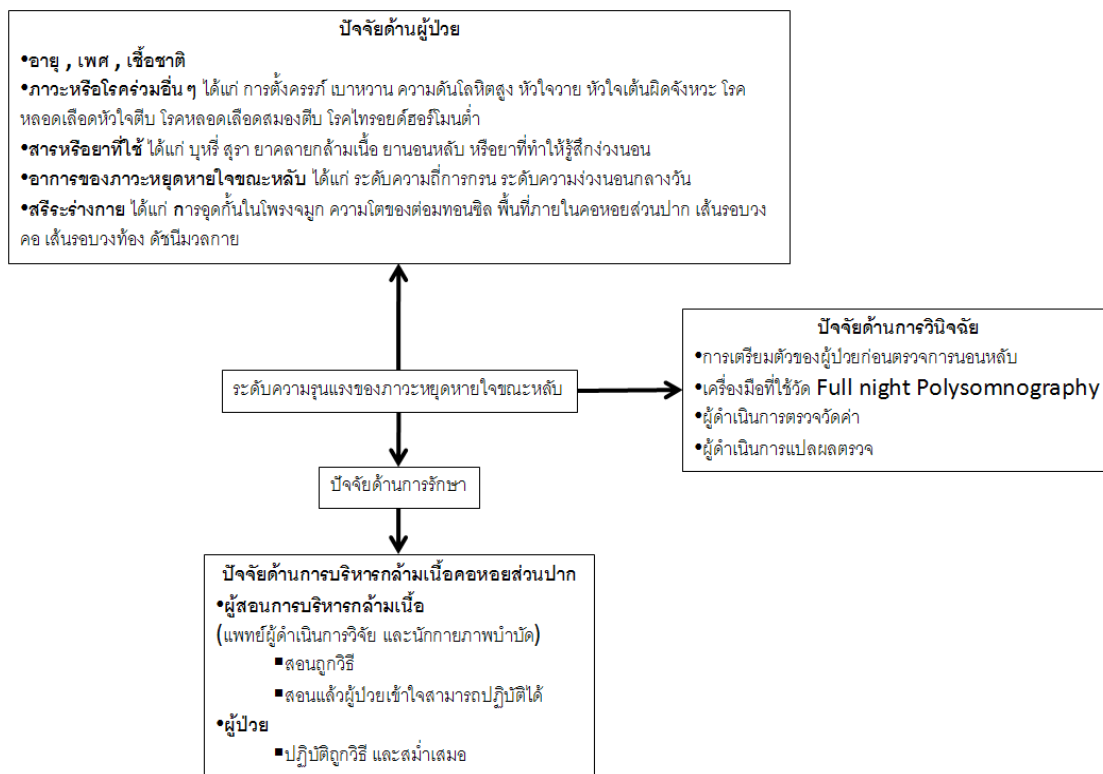 ปัจจัยด้านผู้ป่วย
•อายุ , เพศ , เชื้อชาติ
•ภาวะหรือโรคร่วมอื่น ๆ ได้แก่ การตั้งครรภ์ เบาหวาน ความดันโลหิตสูง หัวใจวาย หัวใจเต้นผิดจังหวะ โรค
หลอดเลือดหัวใจตีบ โรคหลอดเลือดสมองตีบ โรคไทรอยด์ฮอร์โมนต่ำ
•สารหรือยาที่ใช้ ได้แก่ บุหรี่ สุรา ยาคลายกล้ามเนื้อ ยานอนหลับ หรือยาที่ทำให้รู้สึกง่วงนอน
•อาการของภาวะหยุดหายใจขณะหลับ ได้แก่ ระดับความถี่การกรน ระดับความง่วงนอนกลางวัน
•สรีระร่างกาย ได้แก่ การอุดกั้นในโพรงจมูก ความโตของต่อมทอนซิล พื้นที่ภายในคอหอยส่วนปาก เส้นรอบวง
คอ เส้นรอบวงท้อง ดัชนีมวลกาย
ปัจจัยด้านการวินิจฉัย
•การเตรียมตัวของผู้ป่วยก่อนตรวจการนอนหลับ
•เครื่องมือที่ใช้วัด Full night Polysomnography
•ผู้ดำเนินการตรวจวัดค่า
•ผู้ดำเนินการแปลผลตรวจ
ระดับความรุนแรงของภาวะหยุดหายใจขณะหลับ
ปัจจัยด้านการรักษา
ปัจจัยด้านการบริหารกล้ามเนื้อคอหอยส่วนปาก
•ผู้สอนการบริหารกล้ามเนื้อ
(แพทย์ผู้ดำเนินการวิจัย และนักกายภาพบำบัด)
▪สอนถูกวิธี
▪สอนแล้วผู้ป่วยเข้าใจสามารถปฏิบัติได้
•ผู้ป่วย
▪ปฏิบัติถูกวิธี และสม่ำเสมอ